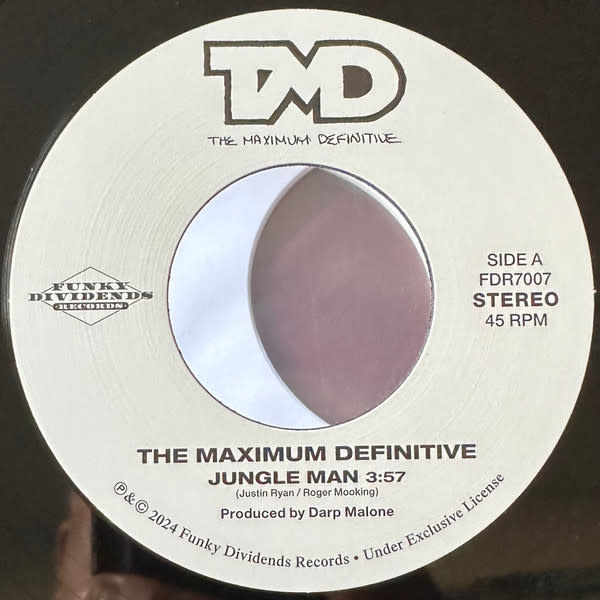 TMD
THE MAXIMUM DEFINITIVE
FUNKY
DIVIDENDS
RECORDS
SIDE A
FDR7007
STEREO
45 RPM
THE MAXIMUM DEFINITIVE
JUNGLE MAN 3:57
(Justin Ryan / Roger Mooking)
Produced by Darp Malone
℗ & © 2024 Funky Dividends Records • Under Exclusive License